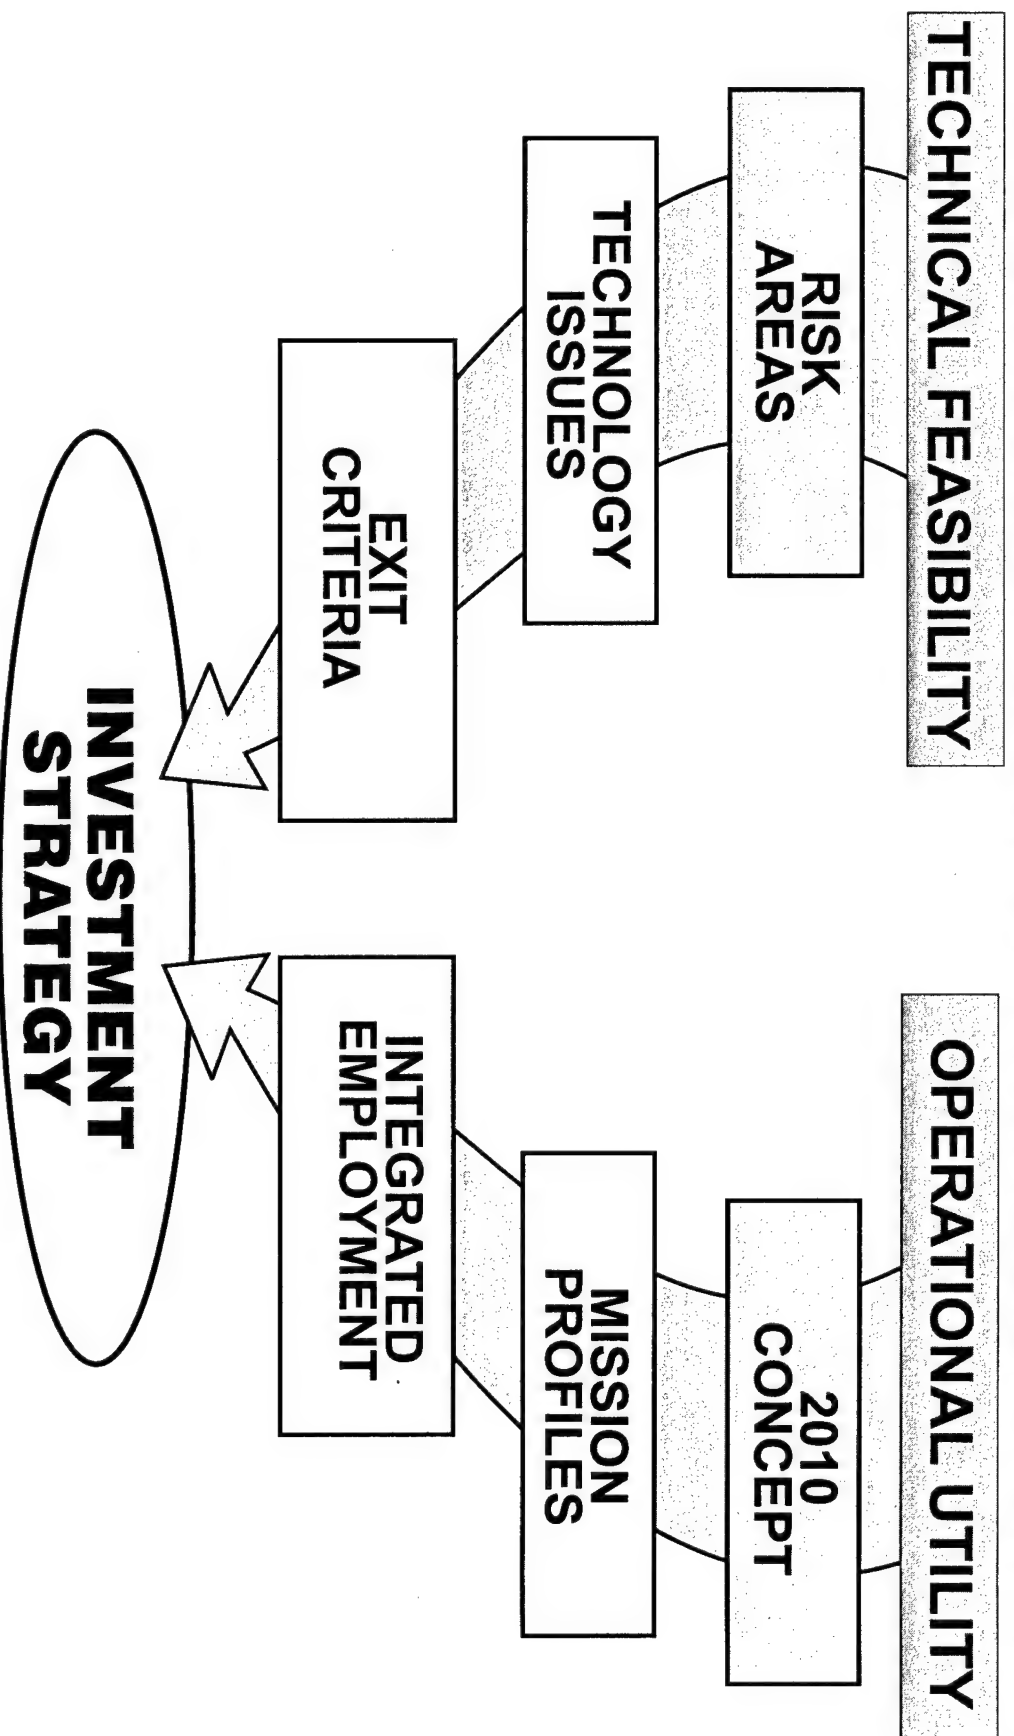 TECHNICAL FEASIBILITY
RISK
AREAS
TECHNOLOGY
ISSUES
EXIT
CRITERIA
OPERATIONAL UTILITY
2010
CONCEPT
MISSION
PROFILES
INTEGRATED
EMPLOYMENT
INVESTMENT
STRATEGY